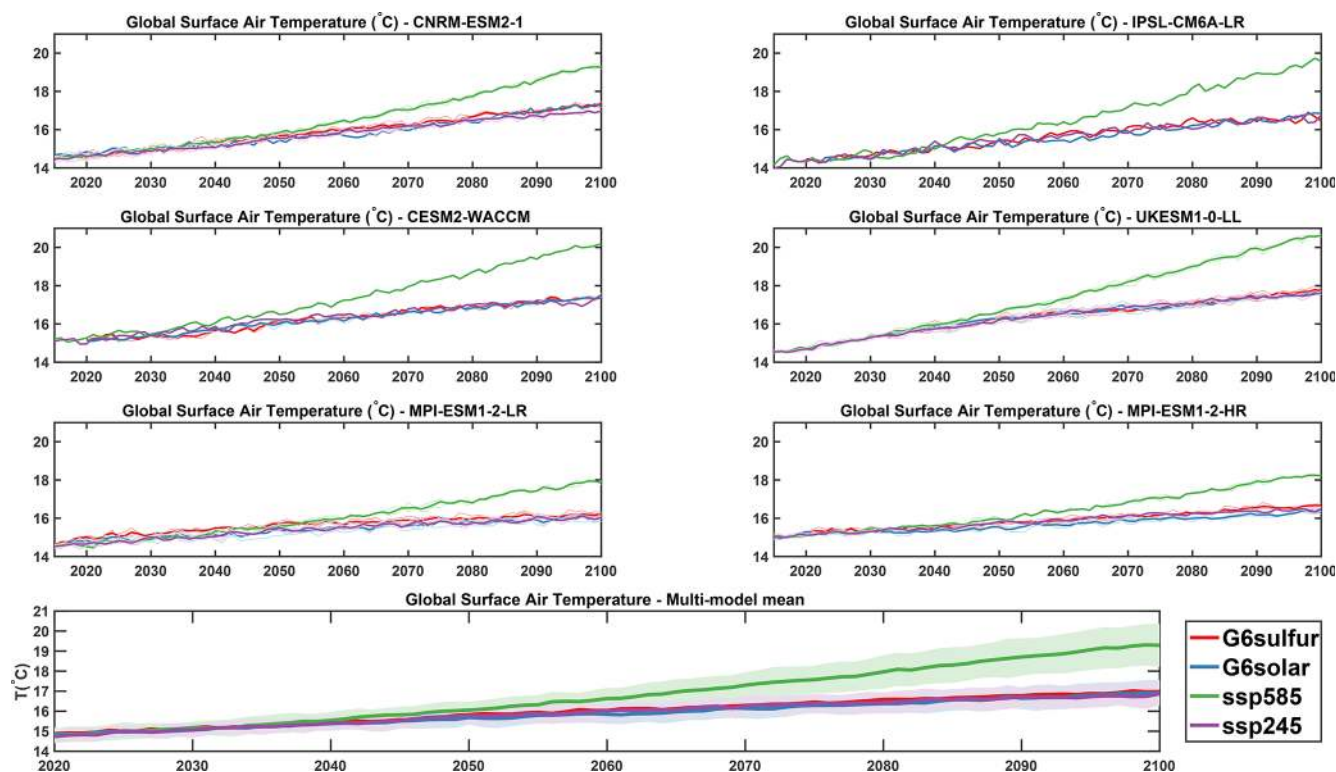 Global Surface Air Temperature (°C) - CNRM-ESM2-1
20
18
16
14
2020 2030 2040 2050 2060 2070 2080 2090 2100
Global Surface Air Temperature (°C) - IPSL-CM6A-LR
20
18
16
14
2020 2030 2040 2050 2060 2070 2080 2090 2100
Global Surface Air Temperature (°C) - CESM2-WACCM
20
18
16
14
2020 2030 2040 2050 2060 2070 2080 2090 2100
Global Surface Air Temperature (°C) - UKESM1-0-LL
20
18
16
14
2020 2030 2040 2050 2060 2070 2080 2090 2100
Global Surface Air Temperature (°C) - MPI-ESM1-2-LR
20
18
16
14
2020 2030 2040 2050 2060 2070 2080 2090 2100
Global Surface Air Temperature (°C) - MPI-ESM1-2-HR
20
18
16
14
2020 2030 2040 2050 2060 2070 2080 2090 2100
Global Surface Air Temperature - Multi-model mean
T(°C)
21
20
19
18
17
16
15
14
2020 2030 2040 2050 2060 2070 2080 2090 2100
G6sulfur
G6solar
ssp585
ssp245